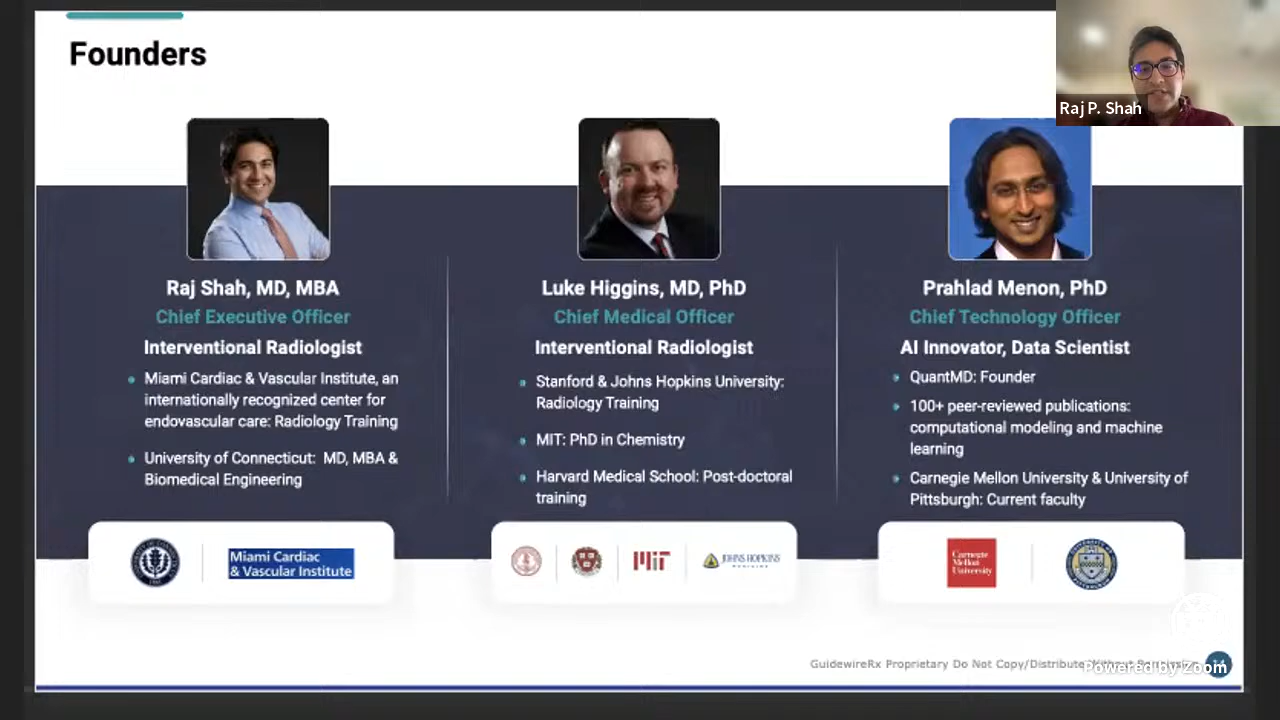 Founders
Raj P. Shah
Raj Shah, MD, MBA
Chief Executive Officer
Interventional Radiologist
Miami Cardiac & Vascular Institute, an
internationally recognized center for
endovascular care: Radiology Training
University of Connecticut: MD, MBA &
Biomedical Engineering
Miami Cardiac
& Vascular Institute
Luke Higgins, MD, PhD
Chief Medical Officer
Interventional Radiologist
Stanford & Johns Hopkins University:
Radiology Training
MIT: PhD in Chemistry
Harvard Medical School: Post-doctoral
training
MIT
JOHNS HOPKINS
MEDICINE
Prahlad Menon, PhD
Chief Technology Officer
AI Innovator, Data Scientist
QuantMD: Founder
100+ peer-reviewed publications:
computational modeling and machine
learning
Carnegie Mellon University & University of
Pittsburgh: Current faculty
Carnegie
Mellon
University
GuidewireRx Proprietary Do Not Copy/Distribute Without
Powered by Zoom